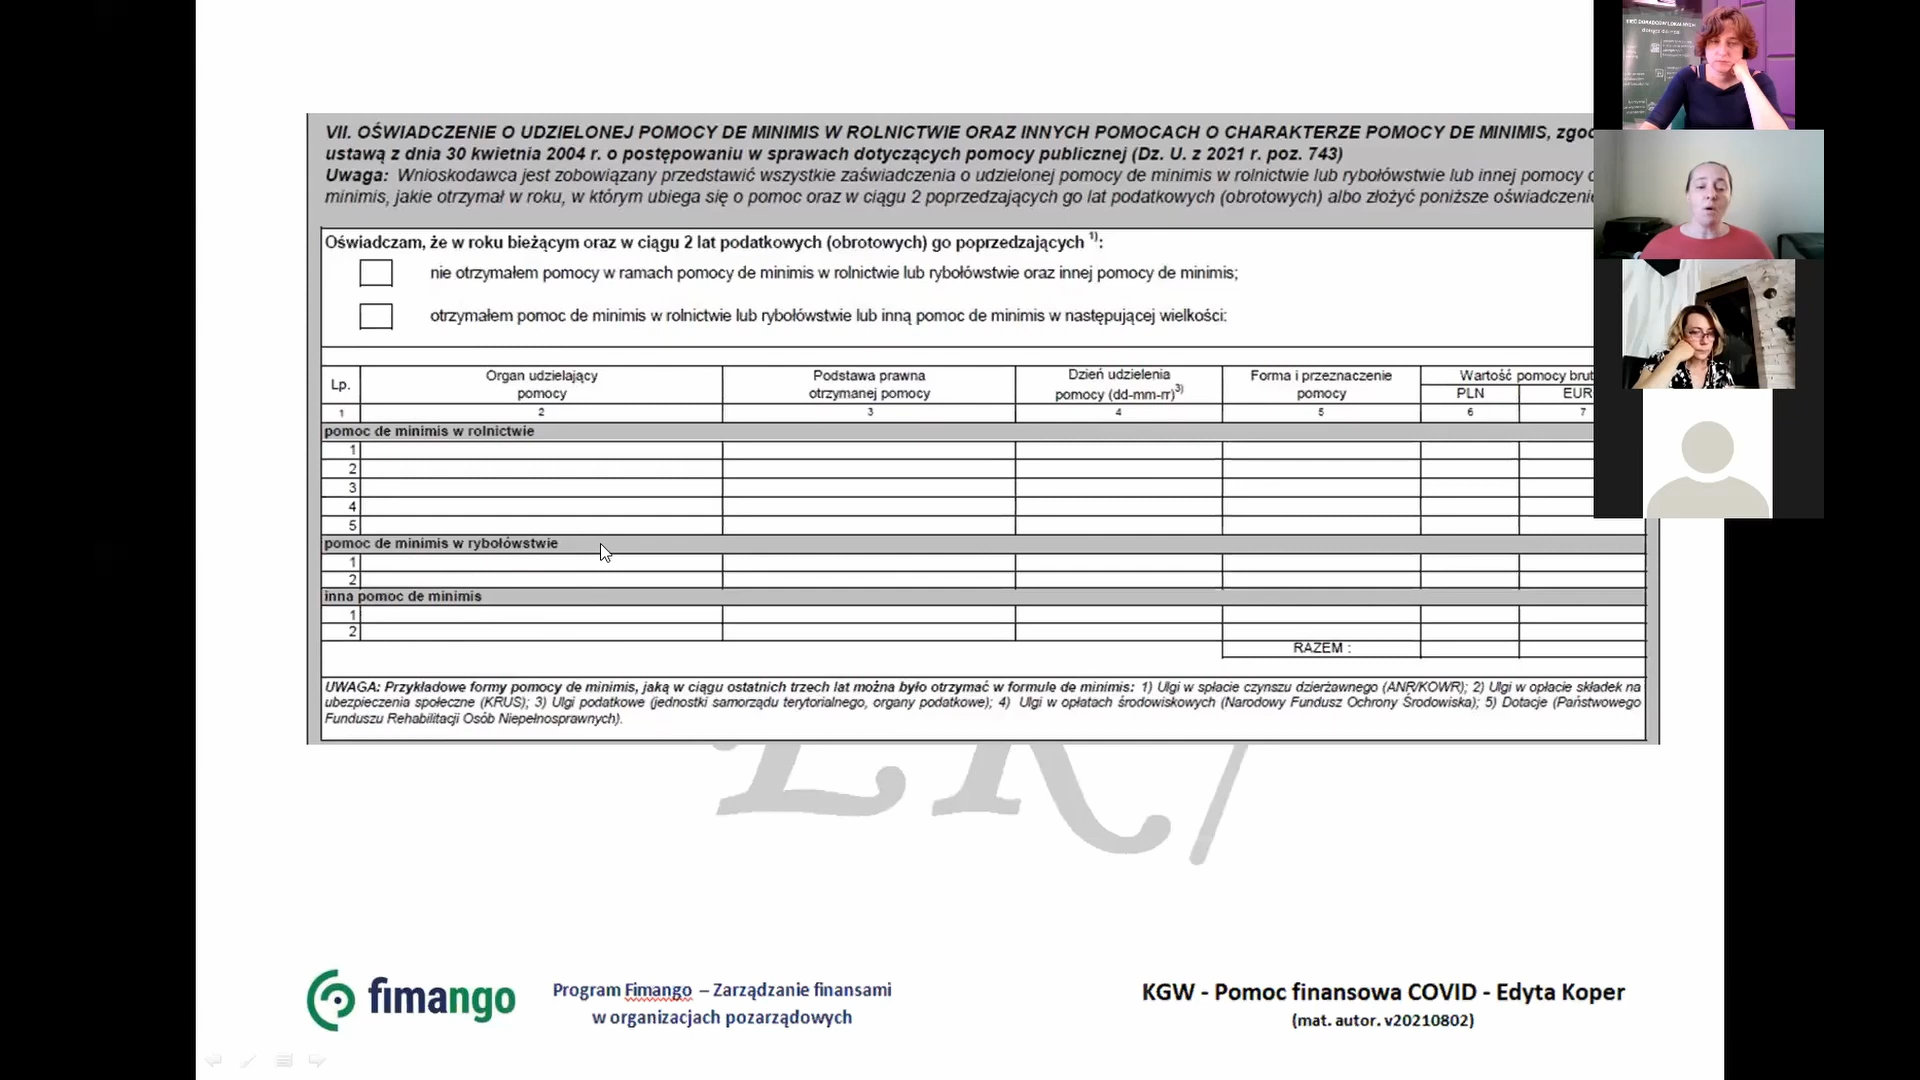 VII. OŚWIADCZENIE O UDZIELONEJ POMOCY DE MINIMIS W ROLNICTWIE ORAZ INNYCH POMOCACH O CHARAKTERZE POMOCY DE MINIMIS, zgod
ustawą z dnia 30 kwietnia 2004 r. o postępowaniu w sprawach dotyczących pomocy publicznej (Dz. U. z 2021 r. poz. 743)
Uwaga: Wnioskodawca jest zobowiązany przedstawić wszystkie zaświadczenia o udzielonej pomocy de minimis w rolnictwie lub rybołówstwie lub innej pomocy
minimis, jakie otrzymał w roku, w którym ubiega się o pomoc oraz w ciągu 2 poprzedzających go lat podatkowych (obrotowych) albo złożyć poniższe oświadczenie
Oświadczam, że w roku bieżącym oraz w ciągu 2 lat podatkowych (obrotowych) go poprzedzających 1):
nie otrzymałem pomocy w ramach pomocy de minimis w rolnictwie lub rybołówstwie oraz innej pomocy de minimis;
otrzymałem pomoc de minimis w rolnictwie lub rybołówstwie lub inną pomoc de minimis w następującej wielkości:
Lp. Organ udzielający pomocy Podstawa prawna otrzymanej pomocy Dzień udzielenia pomocy (dd-mm-rr)3) Forma i przeznaczenie pomocy Wartość pomocy brut
PLN EUR
1 2 3 4 5 6 7
pomoc de minimis w rolnictwie
1
2
3
4
5
pomoc de minimis w rybołówstwie
1
2
inna pomoc de minimis
1
2
RAZEM :
UWAGA: Przykładowe formy pomocy de minimis, jaką w ciągu ostatnich trzech lat można było otrzymać w formule de minimis: 1) Ulgi w spłacie czynszu dzierżawnego (ANR/KOWR); 2) Ulgi w opłacie składek na
ubezpieczenia społeczne (KRUS); 3) Ulgi podatkowe (jednostki samorządu terytorialnego, organy podatkowe); 4) Ulgi w opłatach środowiskowych (Narodowy Fundusz Ochrony Środowiska); 5) Dotacje (Państwowego
Funduszu Rehabilitacji Osób Niepełnosprawnych).
fimango
Program Fimango – Zarządzanie finansami
w organizacjach pozarządowych
KGW - Pomoc finansowa COVID - Edyta Koper
(mat. autor. v20210802)